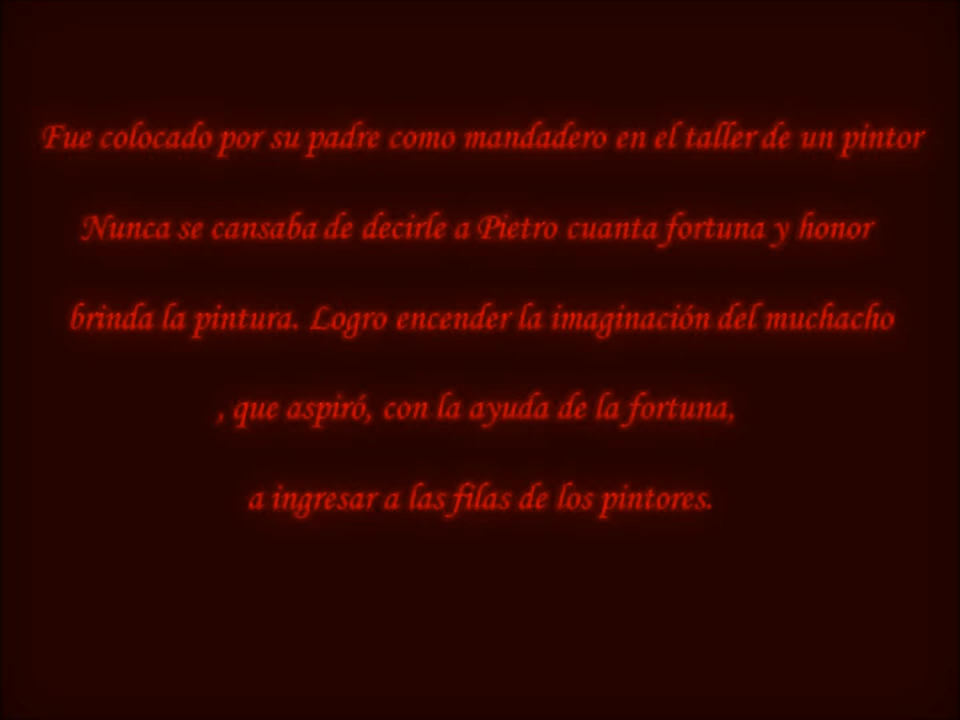 Fue colocado por su padre como mandadero en el taller de un pintor
Nunca se cansaba de decirle a Pietro cuanta fortuna y honor
brinda la pintura. Logro encender la imaginación del muchacho
, que aspiró, con la ayuda de la fortuna,
a ingresar a las filas de los pintores.